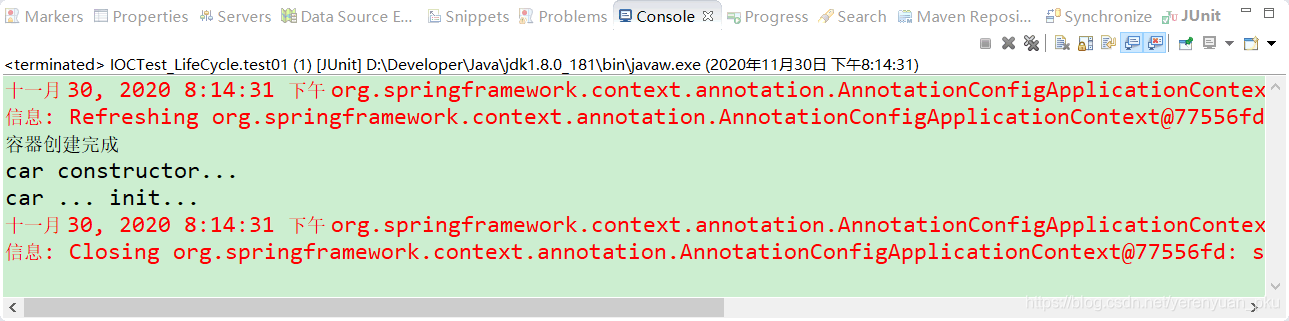 Markers Properties Servers Data Source E... Snippets Problems Console Progress Search Maven Reposi... Synchronize JUnit
<terminated> IOCTest_LifeCycle.test01 (1) [JUnit] D:\Developer\Java\jdk1.8.0_181\bin\javaw.exe (2020年11月30日 下午8:14:31)
十一月 30, 2020 8:14:31 下午 org.springframework.context.annotation.AnnotationConfigApplicationContex
信息: Refreshing org.springframework.context.annotation.AnnotationConfigApplicationContext@77556fd
容器创建完成
car constructor...
car ... init...
十一月 30, 2020 8:14:31 下午 org.springframework.context.annotation.AnnotationConfigApplicationContex
信息: Closing org.springframework.context.annotation.AnnotationConfigApplicationContext@77556fd: s
https://blog.csdn.net/yerenyuan_pku